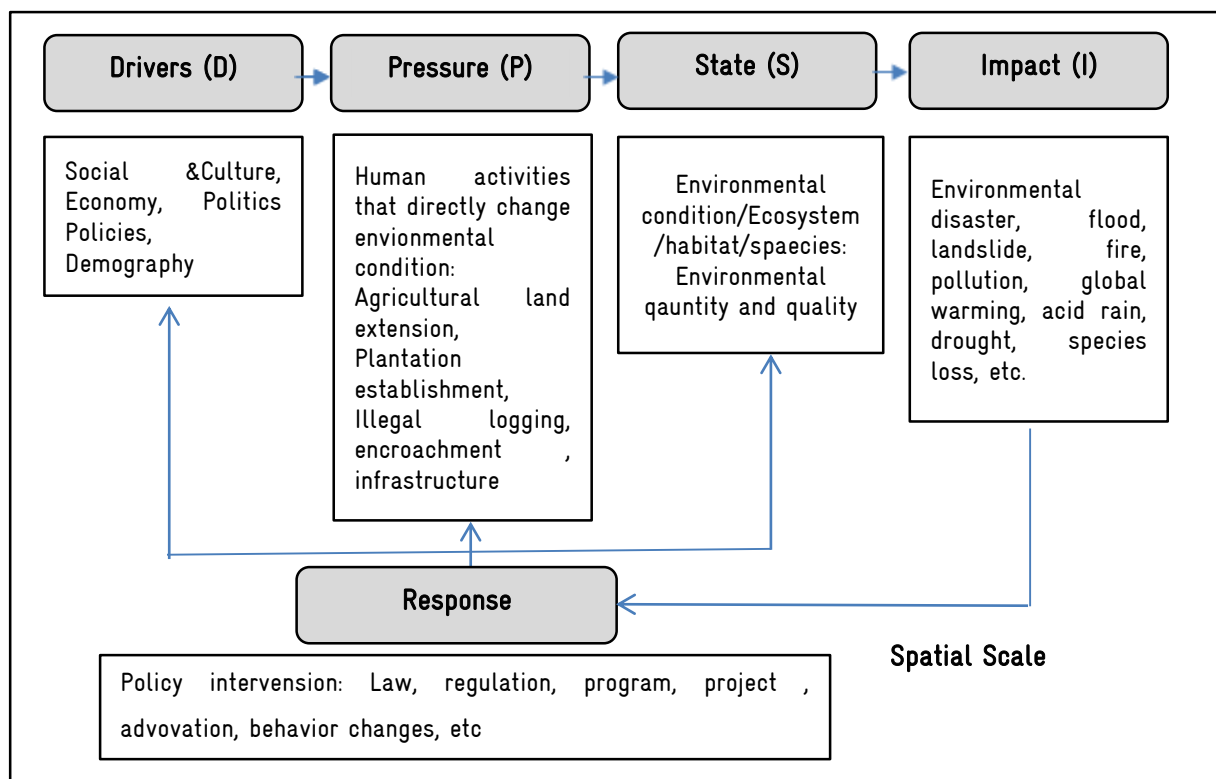 Drivers (D)
Pressure (P)
State (S)
Impact (I)
Social &Culture,
Economy, Politics
Policies,
Demography
Human activities
that directly change
envionmental
condition:
Agricultural land
extension,
Plantation
establishment,
Illegal logging,
encroachment ,
infrastructure
Environmental
condition/Ecosystem
/habitat/spaecies:
Environmental
qauntity and quality
Environmental
disaster, flood,
landslide, fire,
pollution, global
warming, acid rain,
drought, species
loss, etc.
Response
Spatial Scale
Policy intervension: Law, regulation, program, project ,
advovation, behavior changes, etc